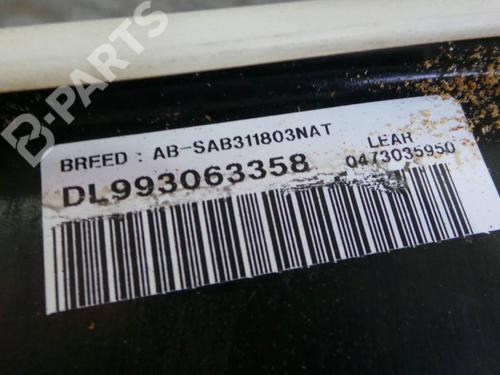 B-PARTS
BREED : AB-SAB311803NAT
LEAR
DL993063358
0473035950